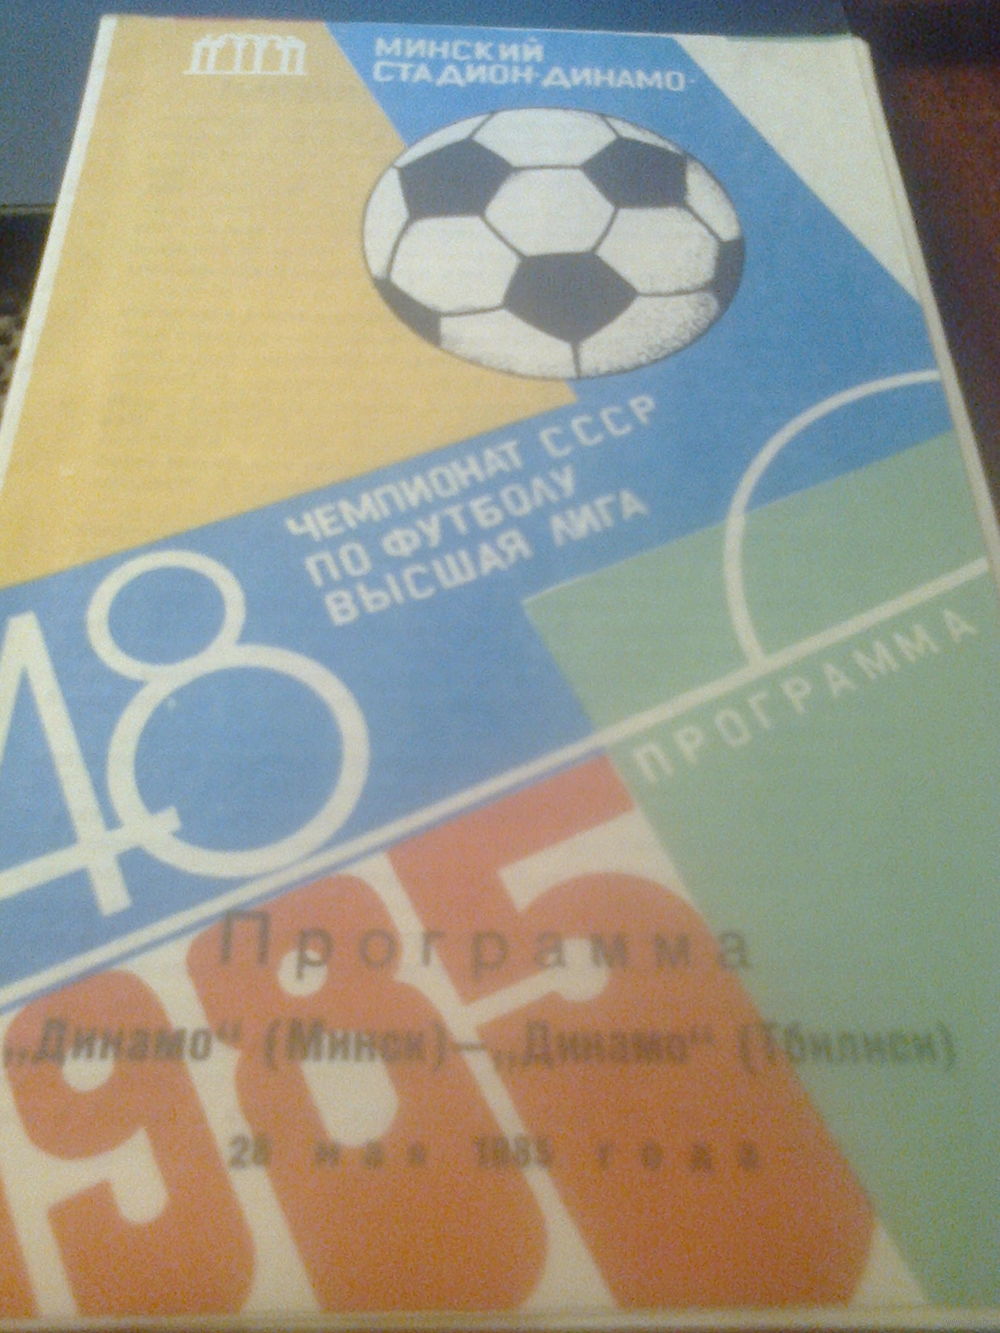 МИНСКИЙ
СТАДИОН·ДИНАМО·
ЧЕМПИОНАТ СССР
ПО ФУТБОЛУ
ВЫСШАЯ ЛИГА
48
ПРОГРАММА
1985
Программа
„Динамо“ (Минск)—„Динамо“ (Тбилиси)
мая 1985 года